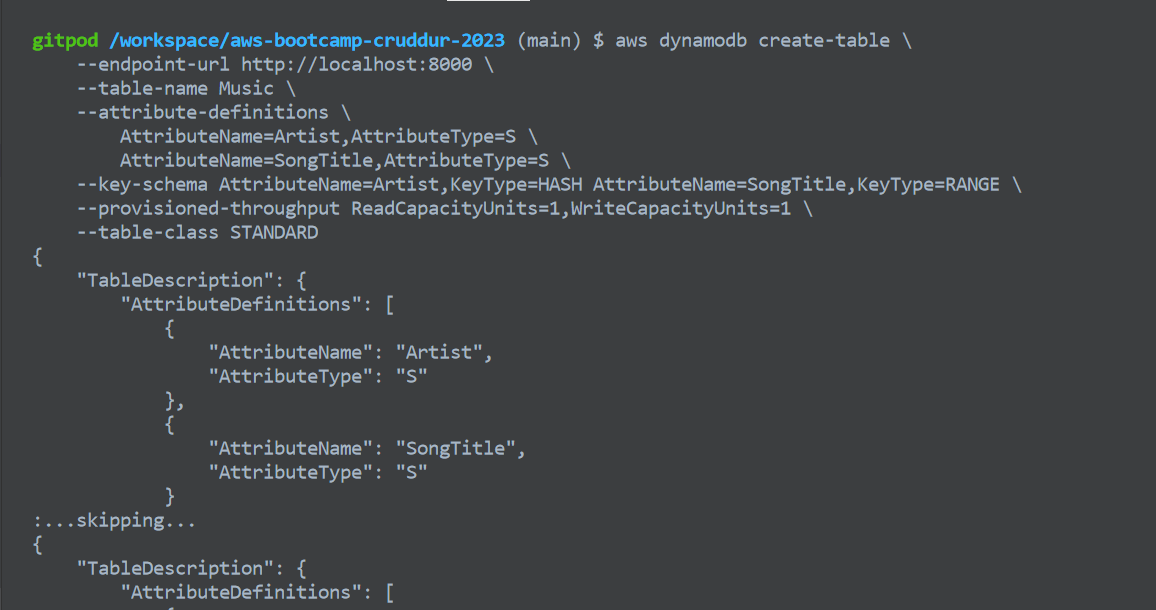 gitpod /workspace/aws-bootcamp-cruddur-2023 (main) $ aws dynamodb create-table \
    --endpoint-url http://localhost:8000 \
    --table-name Music \
    --attribute-definitions \
        AttributeName=Artist,AttributeType=S \
        AttributeName=SongTitle,AttributeType=S \
    --key-schema AttributeName=Artist,KeyType=HASH AttributeName=SongTitle,KeyType=RANGE \
    --provisioned-throughput ReadCapacityUnits=1,WriteCapacityUnits=1 \
    --table-class STANDARD
{
    "TableDescription": {
        "AttributeDefinitions": [
            {
                "AttributeName": "Artist",
                "AttributeType": "S"
            },
            {
                "AttributeName": "SongTitle",
                "AttributeType": "S"
            }
:...skipping...
{
    "TableDescription": {
        "AttributeDefinitions": [